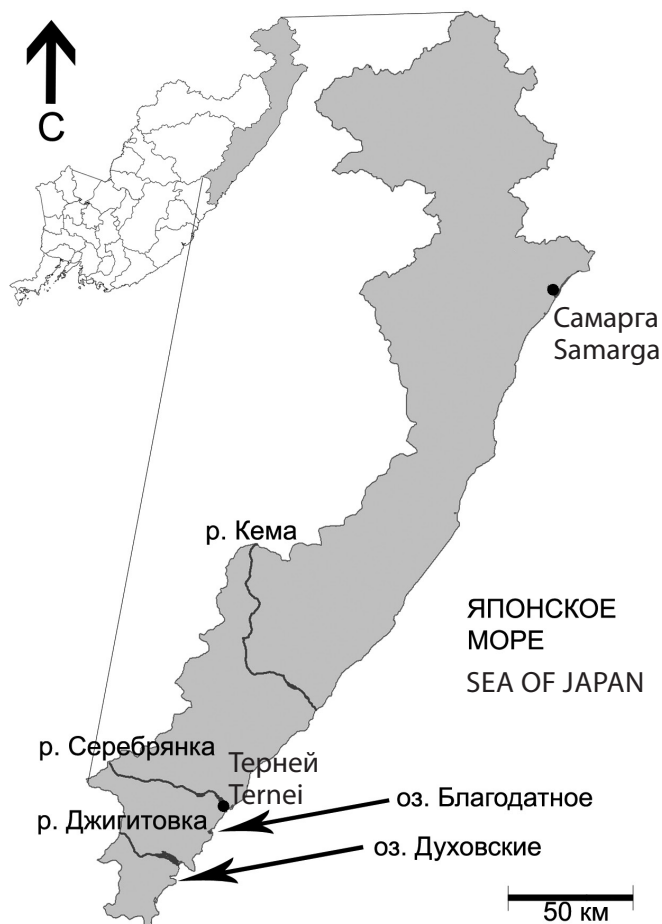 С
Самарга
Samarga
р. Кема
ЯПОНСКОЕ
МОРЕ
SEA OF JAPAN
р. Серебрянка
Терней
Ternei
оз. Благодатное
р. Джигитовка
оз. Духовские
50 км